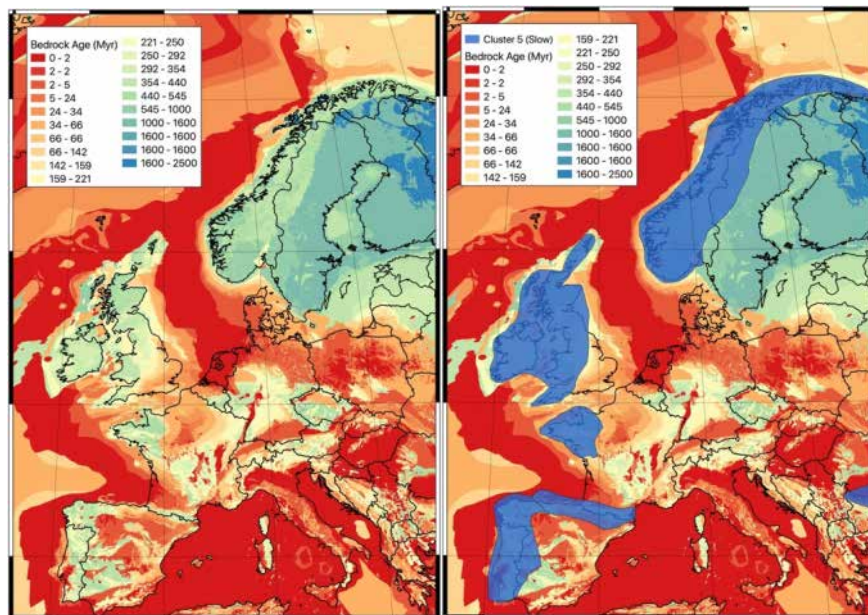 Bedrock Age (Myr)
0 - 2
2 - 2
2 - 5
5 - 24
24 - 34
34 - 66
66 - 66
66 - 142
142 - 159
159 - 221
221 - 250
250 - 292
292 - 354
354 - 440
440 - 545
545 - 1000
1000 - 1600
1600 - 1600
1600 - 2500
Cluster 5 (Slow)
Bedrock Age (Myr)
0 - 2
2 - 2
2 - 5
5 - 24
24 - 34
34 - 66
66 - 66
66 - 142
142 - 159
159 - 221
221 - 250
250 - 292
292 - 354
354 - 440
440 - 545
545 - 1000
1000 - 1600
1600 - 1600
1600 - 2500